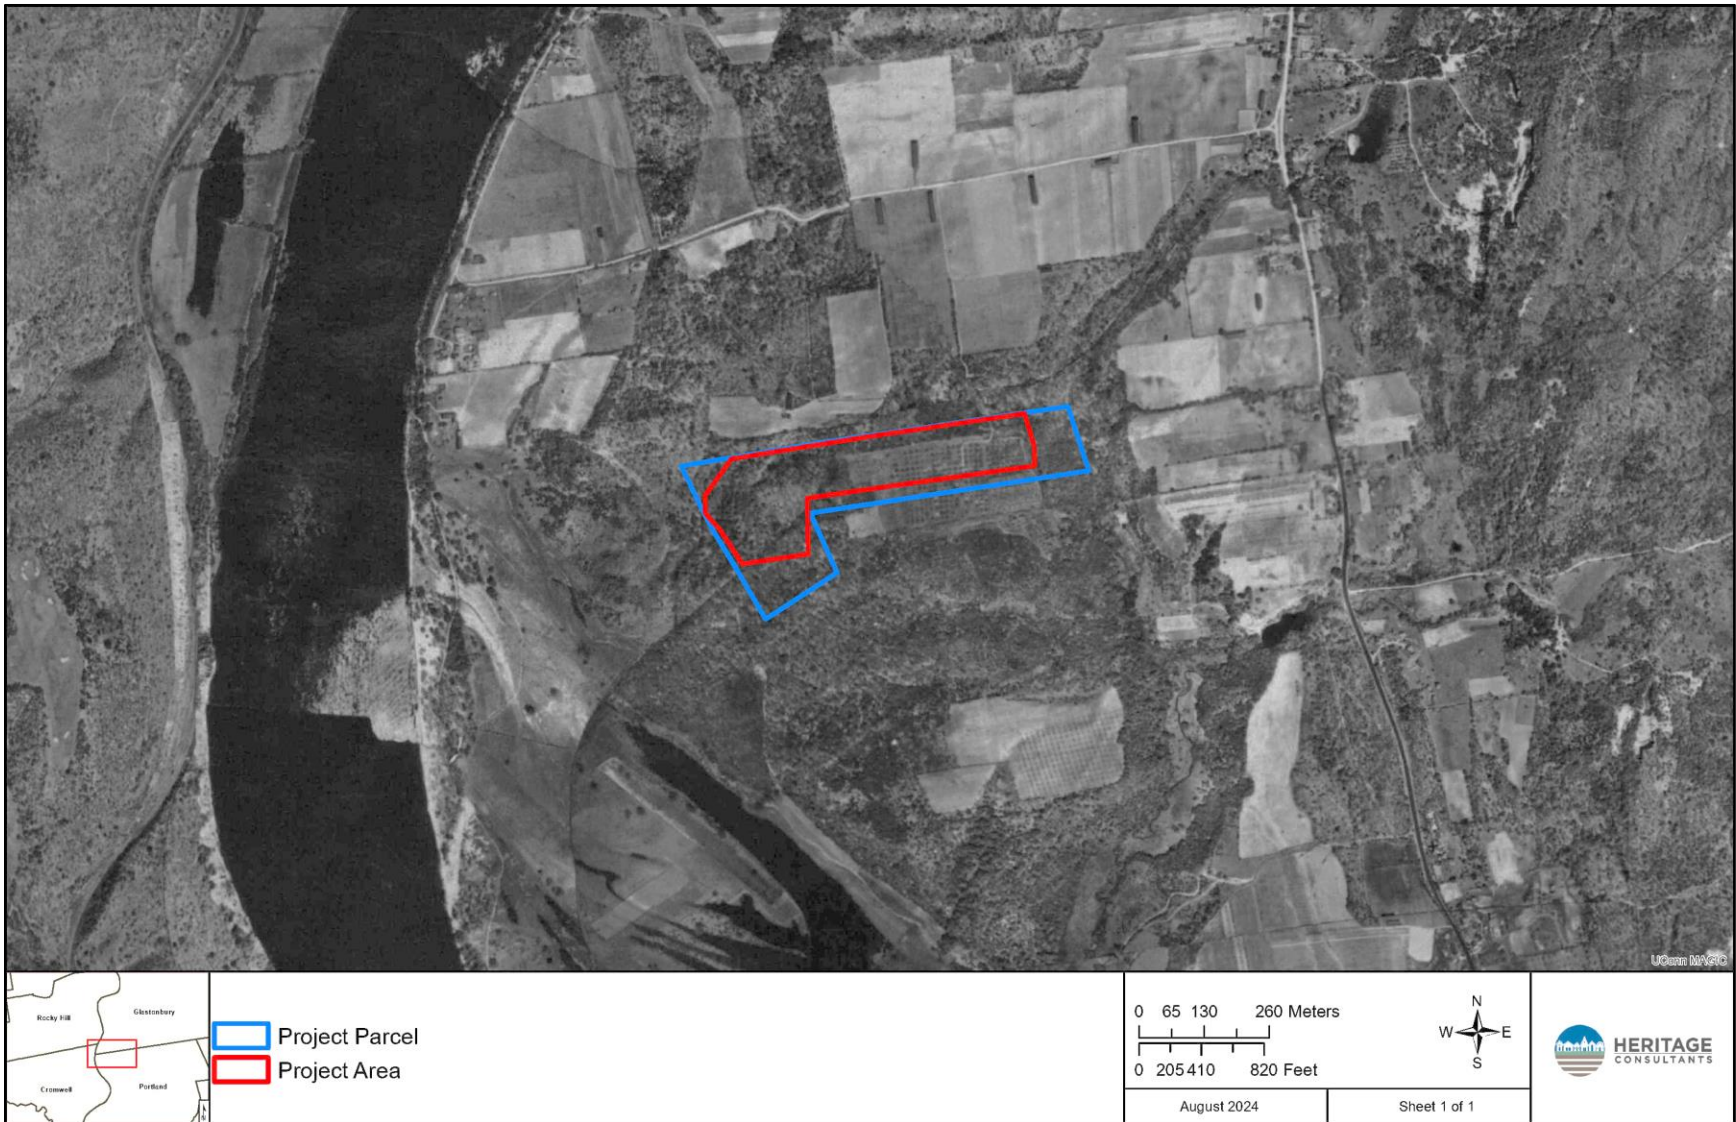 UConn MAGIC
Rocky Hill
Glastonbury
Cromwell
Portland
N
Project Parcel
Project Area
0 65 130 260 Meters
0 205 410 820 Feet
N
W E
S
August 2024
Sheet 1 of 1
HERITAGE
CONSULTANTS